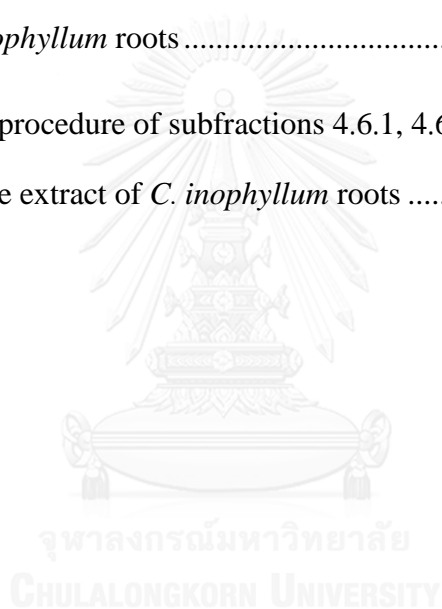 ophyllum roots ....................................
procedure of subfractions 4.6.1, 4.6
e extract of C. inophyllum roots .....
จุฬาลงกรณ์มหาวิทยาลัย
CHULALONGKORN UNIVERSITY